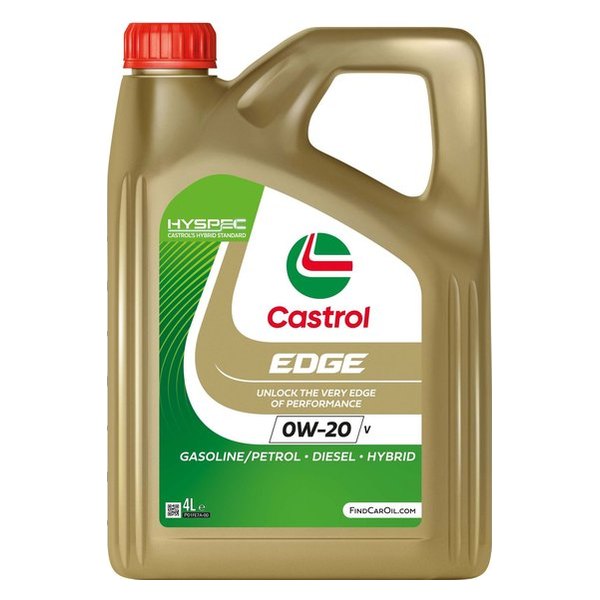 HYSPEC
CASTROL'S HYBRID STANDARD
Castrol
EDGE
UNLOCK THE VERY EDGE
OF PERFORMANCE
0W-20 V
GASOLINE/PETROL • DIESEL • HYBRID
4L e
FINDCAROIL.COM